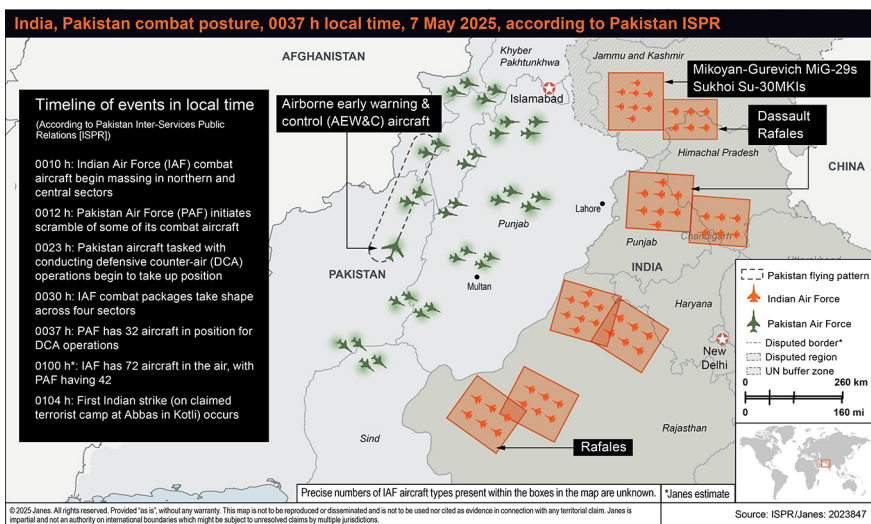 India, Pakistan combat posture, 0037 h local time, 7 May 2025, according to Pakistan ISPR
AFGHANISTAN
Khyber
Pakhtunkhwa
Jammu and Kashmir
Mikoyan-Gurevich MiG-29s
Sukhoi Su-30MKIs
Timeline of events in local time
(According to Pakistan Inter-Services Public
Relations [ISPR])
0010 h: Indian Air Force (IAF) combat
aircraft begin massing in northern and
central sectors
0012 h: Pakistan Air Force (PAF) initiates
scramble of some of its combat aircraft
0023 h: Pakistan aircraft tasked with
conducting defensive counter-air (DCA)
operations begin to take up position
0030 h: IAF combat packages take shape
across four sectors
0037 h: PAF has 32 aircraft in position for
DCA operations
0100 h*: IAF has 72 aircraft in the air, with
PAF having 42
0104 h: First Indian strike (on claimed
terrorist camp at Abbas in Kotli) occurs
Airborne early warning &
control (AEW&C) aircraft
Islamabad
Dassault
Rafales
Himachal Pradesh
CHINA
Lahore
Punjab
Chandigarh
Punjab
PAKISTAN
INDIA
Uttarakhand
Multan
Haryana
New
Delhi
Pakistan flying pattern
Indian Air Force
Pakistan Air Force
Disputed border*
Disputed region
UN buffer zone
0 260 km
0 160 mi
Sind
Rajasthan
Rafales
Precise numbers of IAF aircraft types present within the boxes in the map are unknown.
*Janes estimate
©2025 Janes. All rights reserved. Provided "as is", without any warranty. This map is not to be reproduced or disseminated and is not to be used nor cited as evidence in connection with any territorial claim. Janes is
impartial and not an authority on international boundaries which might be subject to unresolved claims by multiple jurisdictions.
Source: ISPR/Janes: 2023847